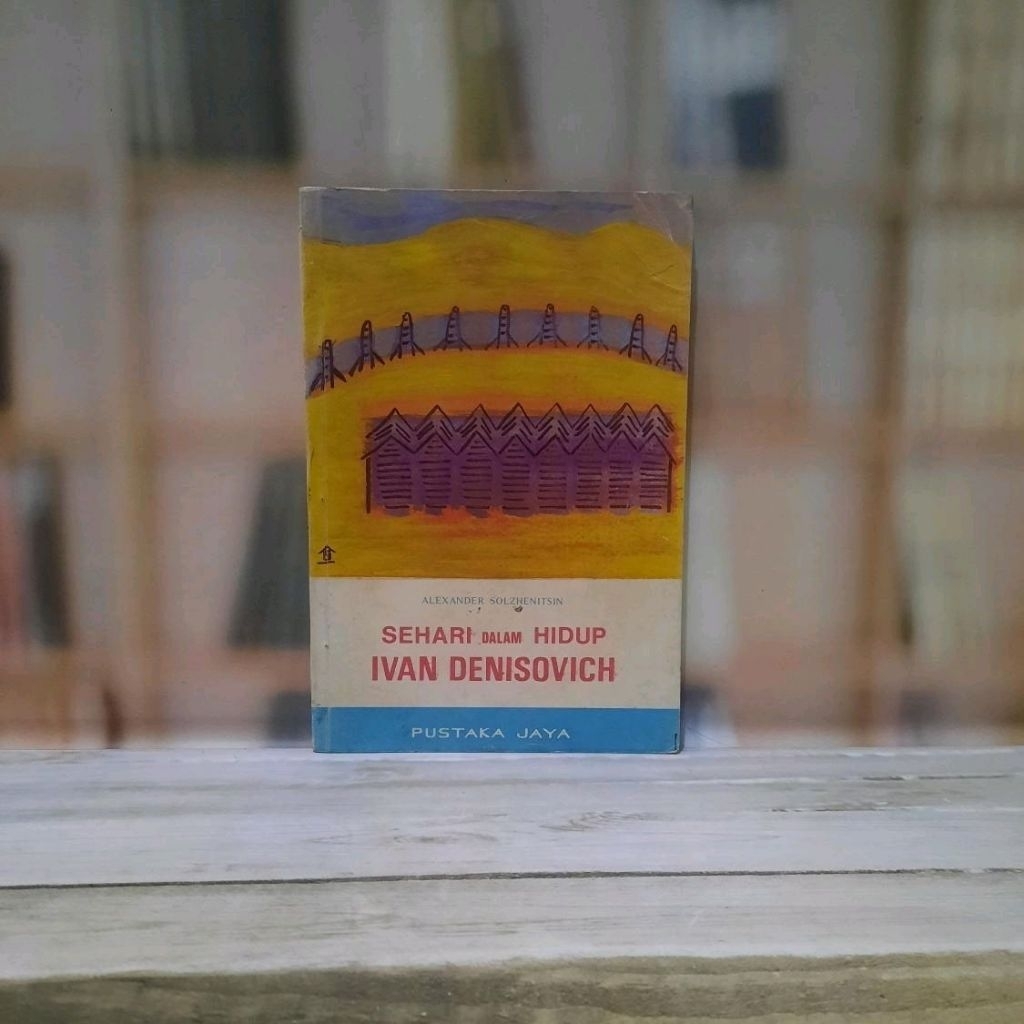 ALEXANDER SOLZHENITSIN
SEHARI DALAM HIDUP
IVAN DENISOVICH
PUSTAKA JAYA